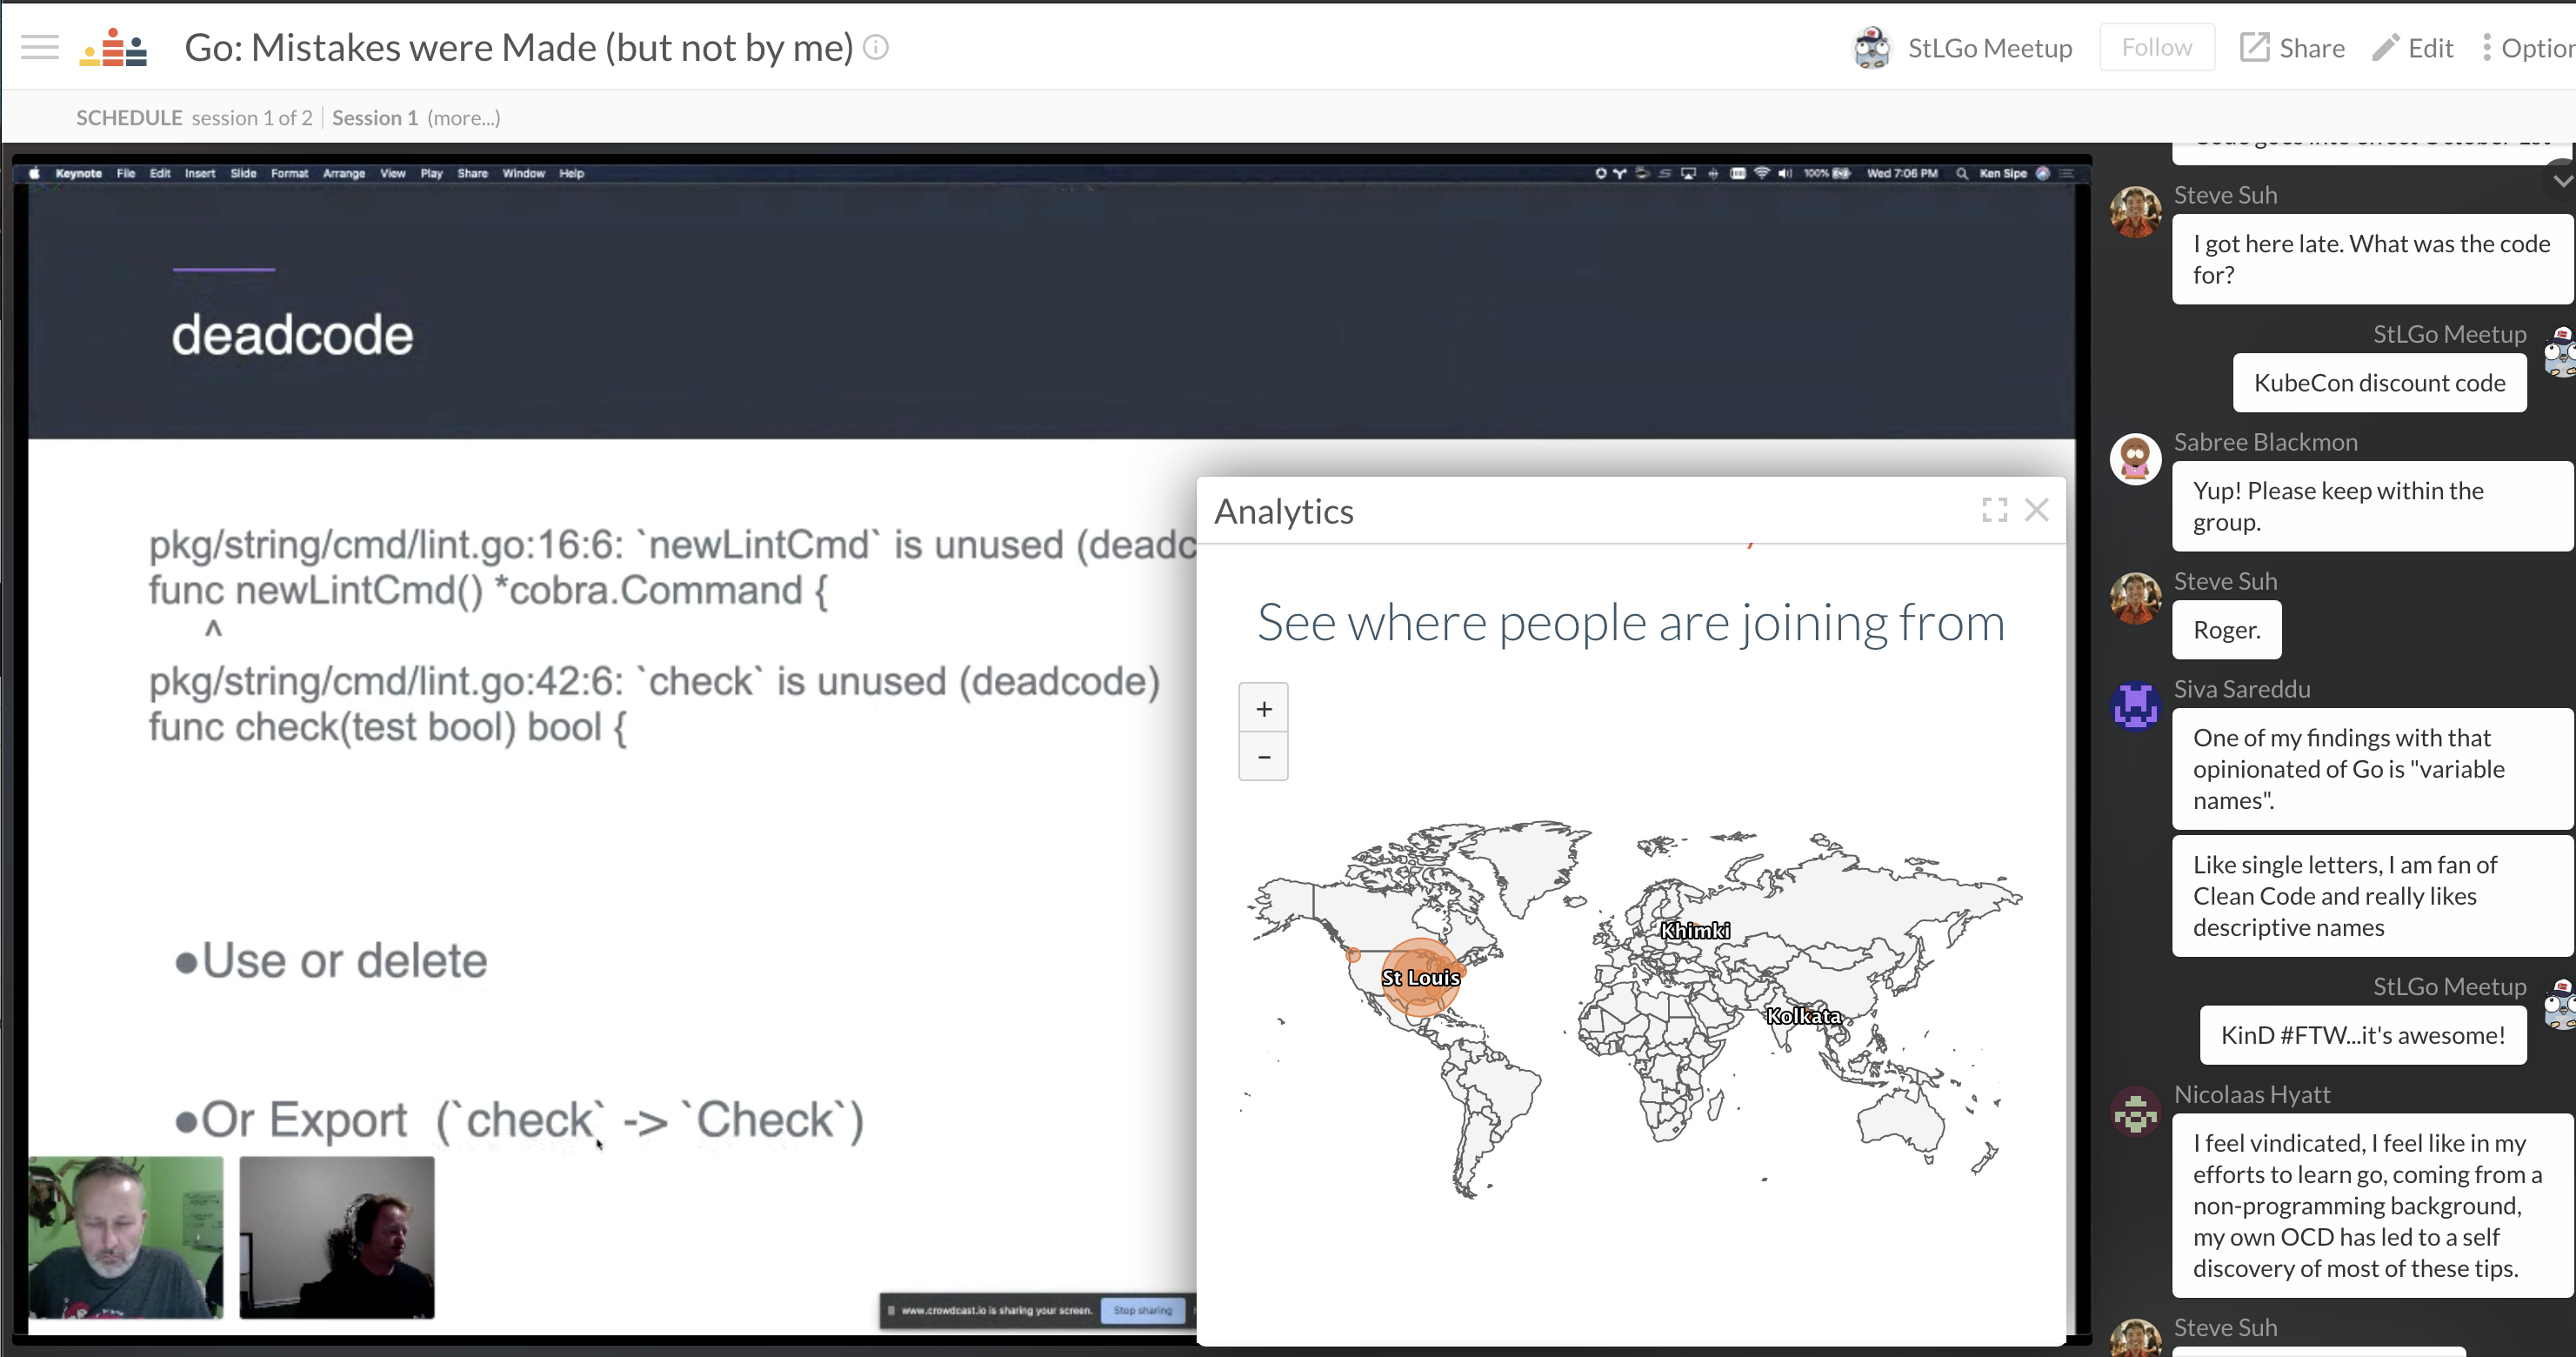 Go: Mistakes were Made (but not by me)
StLGo Meetup
Follow
Share
Edit
Option
SCHEDULE session 1 of 2 | Session 1 (more...)
Keynote File Edit Insert Slide Format Arrange View Play Share Window Help
100% Wed 7:06 PM Ken Sipe
deadcode
pkg/string/cmd/lint.go:16:6: `newLintCmd` is unused (deadc
func newLintCmd() *cobra.Command {
^
pkg/string/cmd/lint.go:42:6: `check` is unused (deadcode)
func check(test bool) bool {
●Use or delete
●Or Export (`check` -> `Check`)
www.crowdcast.io is sharing your screen.
Stop sharing
Analytics
See where people are joining from
+
−
Khimki
St Louis
Kolkata
Steve Suh
I got here late. What was the code
for?
StLGo Meetup
KubeCon discount code
Sabree Blackmon
Yup! Please keep within the
group.
Steve Suh
Roger.
Siva Sareddu
One of my findings with that
opinionated of Go is "variable
names".
Like single letters, I am fan of
Clean Code and really likes
descriptive names
StLGo Meetup
KinD #FTW...it's awesome!
Nicolaas Hyatt
I feel vindicated, I feel like in my
efforts to learn go, coming from a
non-programming background,
my own OCD has led to a self
discovery of most of these tips.
Steve Suh